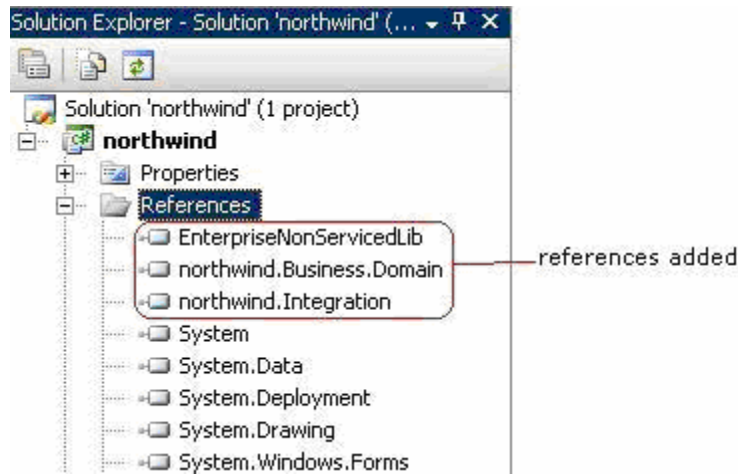 Solution Explorer - Solution 'northwind' (...
Solution 'northwind' (1 project)
northwind
Properties
References
EnterpriseNonServicedLib
northwind.Business.Domain
northwind.Integration
references added
System
System.Data
System.Deployment
System.Drawing
System.Windows.Forms